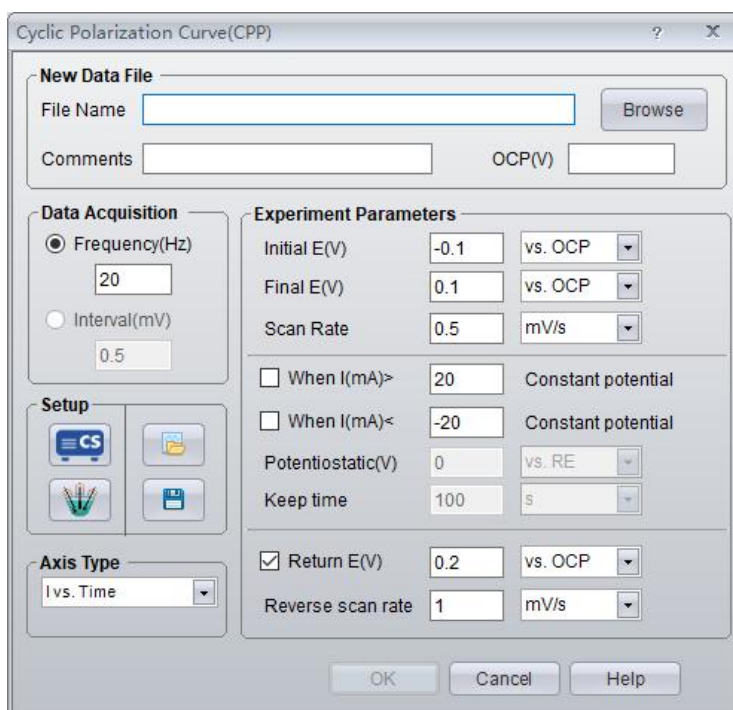 Cyclic Polarization Curve(CPP) ? X
New Data File
File Name Browse
Comments OCP(V)
Data Acquisition
Frequency(Hz)
20
Interval(mV)
0.5
Setup
CS
Axis Type
I vs. Time
Experiment Parameters
Initial E(V) -0.1 vs. OCP
Final E(V) 0.1 vs. OCP
Scan Rate 0.5 mV/s
When I(mA)> 20 Constant potential
When I(mA)< -20 Constant potential
Potentiostatic(V) 0 vs. RE
Keep time 100 s
Return E(V) 0.2 vs. OCP
Reverse scan rate 1 mV/s
OK Cancel Help